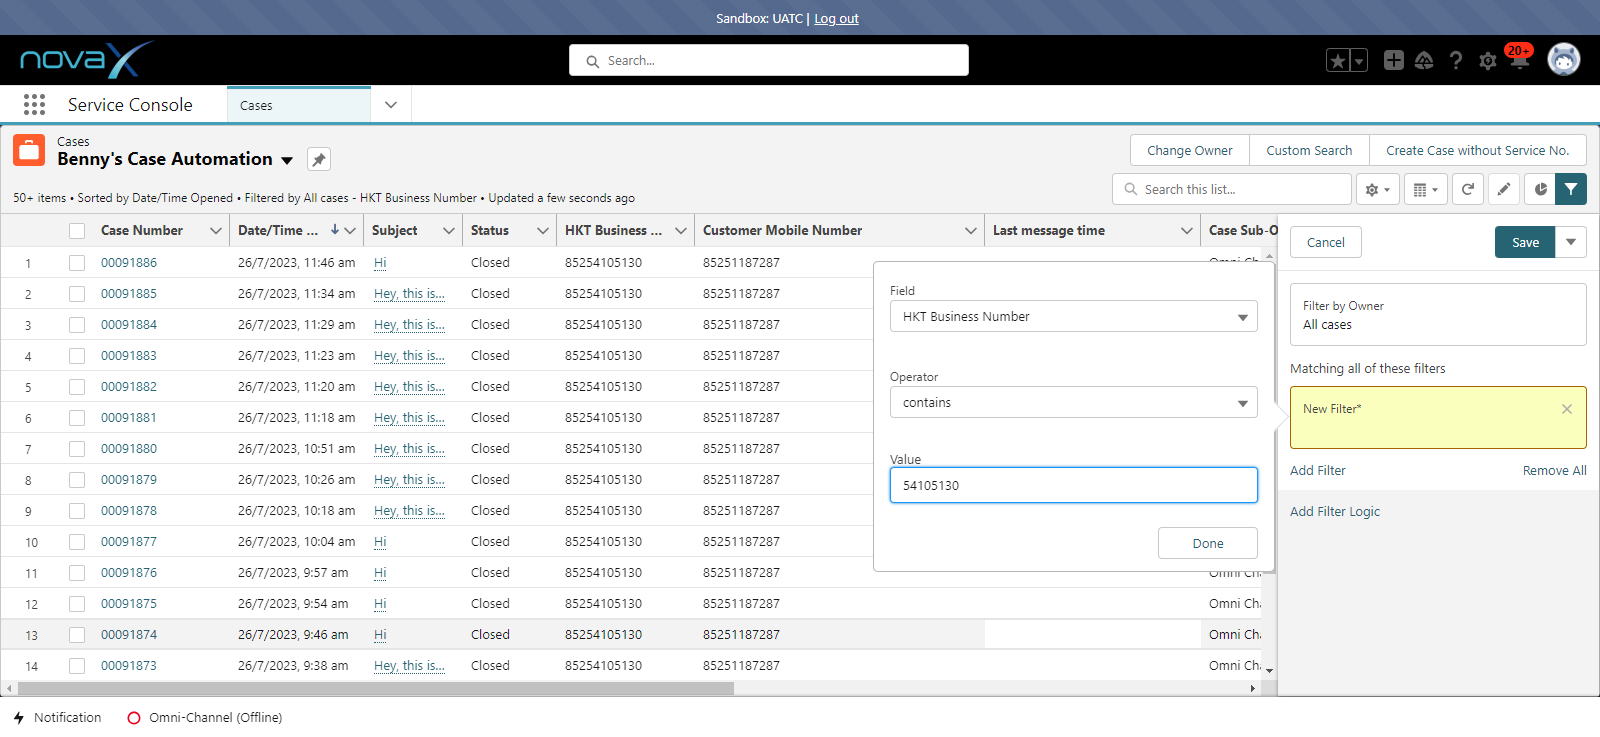 Sandbox: UATC | Log out
novaX
Search...
20+
Service Console
Cases
Cases
Benny's Case Automation
Change Owner
Custom Search
Create Case without Service No.
50+ items • Sorted by Date/Time Opened • Filtered by All cases - HKT Business Number • Updated a few seconds ago
Search this list...
Case Number Date/Time ... Subject Status HKT Business ... Customer Mobile Number Last message time Case Sub-O
1 00091886 26/7/2023, 11:46 am Hi Closed 85254105130 85251187287 Omni Ch
2 00091885 26/7/2023, 11:34 am Hey, this is... Closed 85254105130 85251187287
3 00091884 26/7/2023, 11:29 am Hey, this is... Closed 85254105130 85251187287
4 00091883 26/7/2023, 11:23 am Hey, this is... Closed 85254105130 85251187287
5 00091882 26/7/2023, 11:20 am Hey, this is... Closed 85254105130 85251187287
6 00091881 26/7/2023, 11:18 am Hey, this is... Closed 85254105130 85251187287
7 00091880 26/7/2023, 10:51 am Hey, this is... Closed 85254105130 85251187287
8 00091879 26/7/2023, 10:26 am Hey, this is... Closed 85254105130 85251187287
9 00091878 26/7/2023, 10:18 am Hey, this is... Closed 85254105130 85251187287
10 00091877 26/7/2023, 10:04 am Hi Closed 85254105130 85251187287
11 00091876 26/7/2023, 9:57 am Hi Closed 85254105130 85251187287 Omni Cha
12 00091875 26/7/2023, 9:54 am Hi Closed 85254105130 85251187287 Omni Cha
13 00091874 26/7/2023, 9:46 am Hi Closed 85254105130 85251187287 Omni Cha
14 00091873 26/7/2023, 9:38 am Hey, this is... Closed 85254105130 85251187287 Omni Cha
Field
HKT Business Number
Operator
contains
Value
54105130
Done
Cancel
Save
Filter by Owner
All cases
Matching all of these filters
New Filter*
Add Filter
Remove All
Add Filter Logic
Notification
Omni-Channel (Offline)